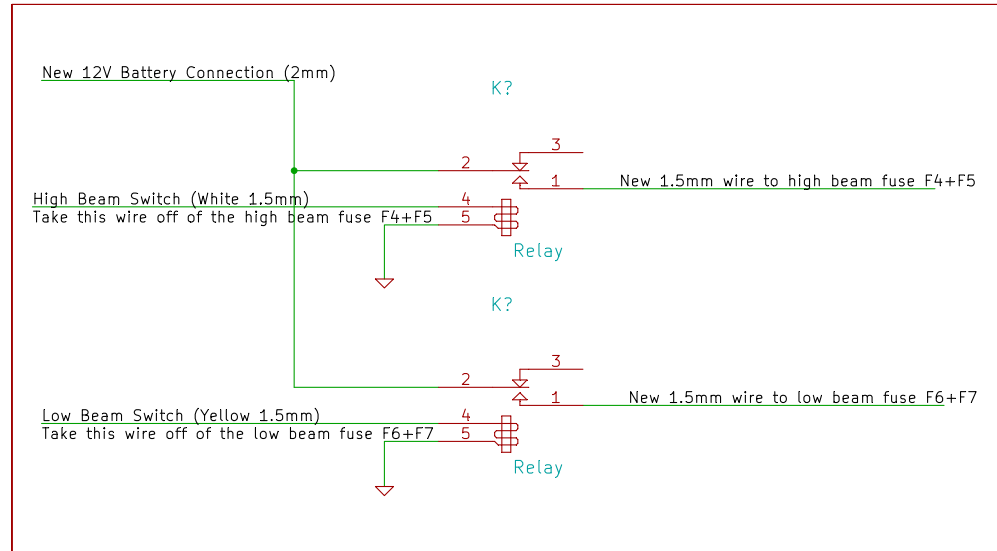 New 12V Battery Connection (2mm)
K?
3
2
1
New 1.5mm wire to high beam fuse F4+F5
High Beam Switch (White 1.5mm)
4
Take this wire off of the high beam fuse F4+F5
5
Relay
K?
3
2
1
New 1.5mm wire to low beam fuse F6+F7
Low Beam Switch (Yellow 1.5mm)
4
Take this wire off of the low beam fuse F6+F7
5
Relay